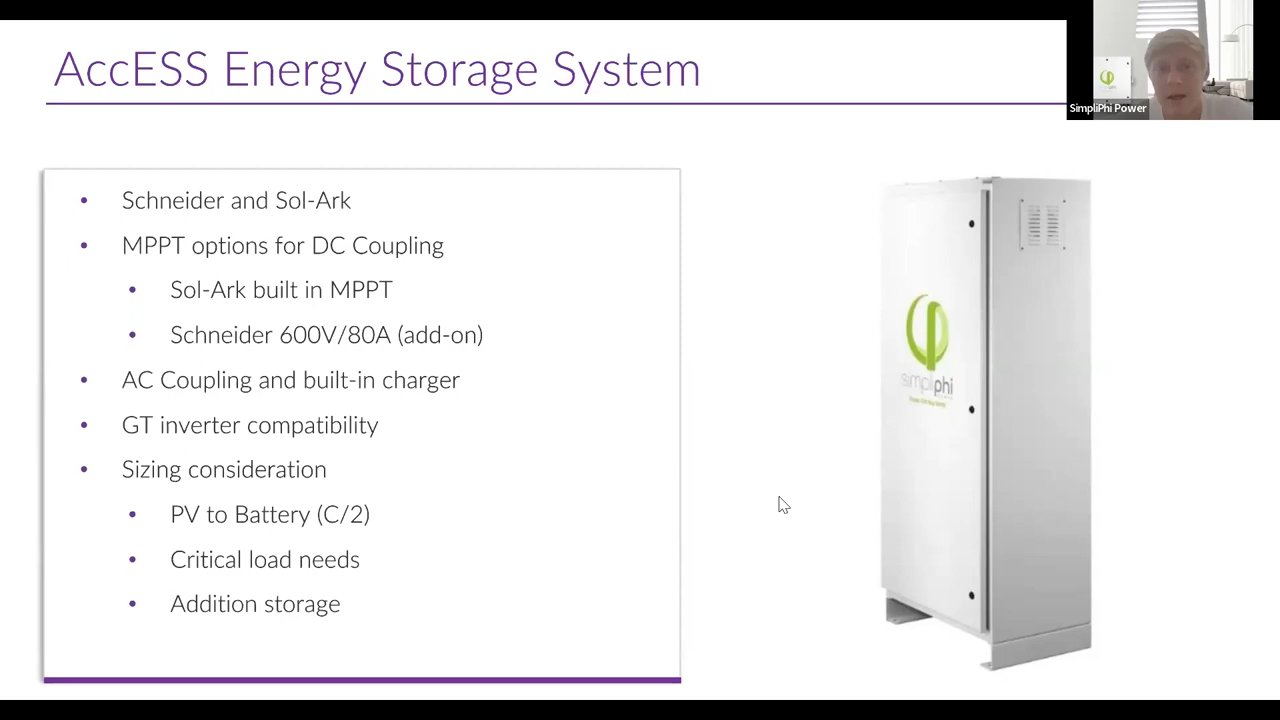 AccESS Energy Storage System
SimpliPhi Power
Schneider and Sol-Ark
MPPT options for DC Coupling
Sol-Ark built in MPPT
Schneider 600V/80A (add-on)
AC Coupling and built-in charger
GT inverter compatibility
Sizing consideration
PV to Battery (C/2)
Critical load needs
Addition storage
simpliphi